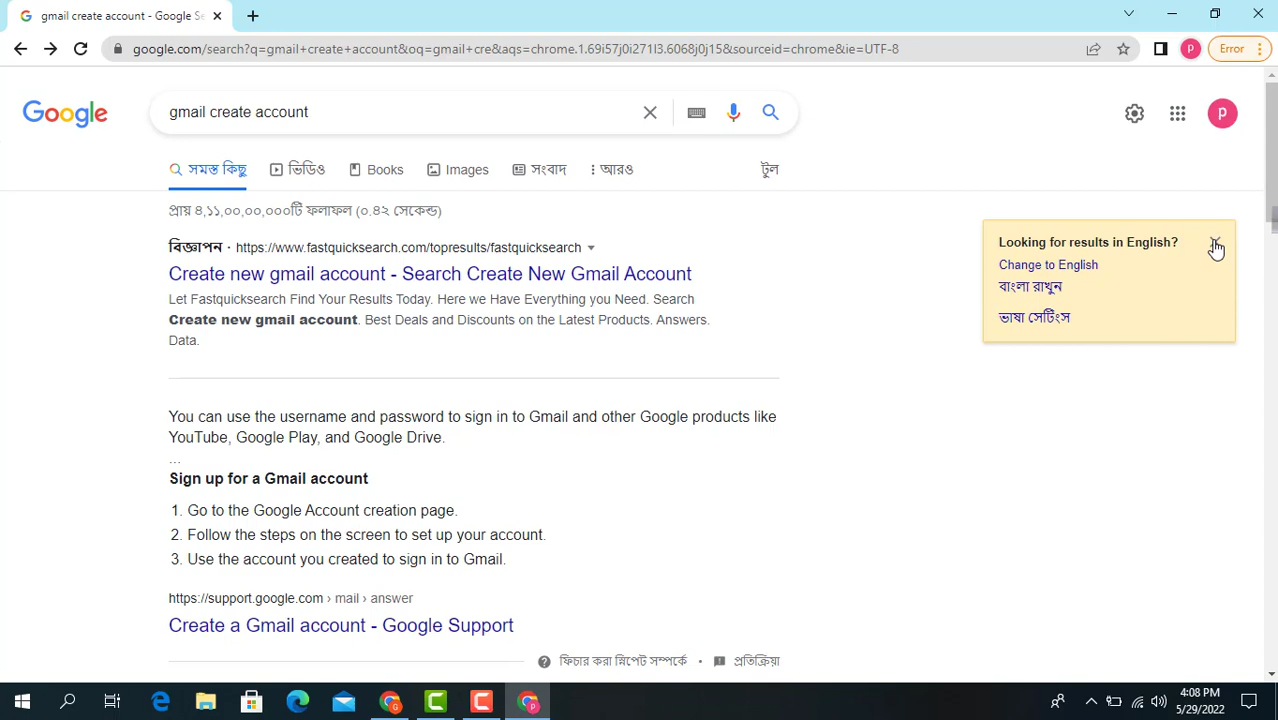 gmail create account - Google Se
google.com/search?q=gmail+create+account&oq=gmail+cre&aqs=chrome.1.69i57j0i271l3.6068j0j15&sourceid=chrome&ie=UTF-8
P
Error
Google
gmail create account
P
সমস্ত কিছু
ভিডিও
Books
Images
সংবাদ
আরও
টুল
প্রায় ৪,১১,০০,০০,০০০টি ফলাফল (০.৪২ সেকেন্ড)
বিজ্ঞাপন · https://www.fastquicksearch.com/topresults/fastquicksearch
Create new gmail account - Search Create New Gmail Account
Let Fastquicksearch Find Your Results Today. Here we Have Everything you Need. Search
Create new gmail account. Best Deals and Discounts on the Latest Products. Answers.
Data.
Looking for results in English?
Change to English
বাংলা রাখুন
ভাষা সেটিংস
You can use the username and password to sign in to Gmail and other Google products like
YouTube, Google Play, and Google Drive.
...
Sign up for a Gmail account
1. Go to the Google Account creation page.
2. Follow the steps on the screen to set up your account.
3. Use the account you created to sign in to Gmail.
https://support.google.com › mail › answer
Create a Gmail account - Google Support
ফিচার করা স্নিপেট সম্পর্কে • প্রতিক্রিয়া
4:08 PM
5/29/2022